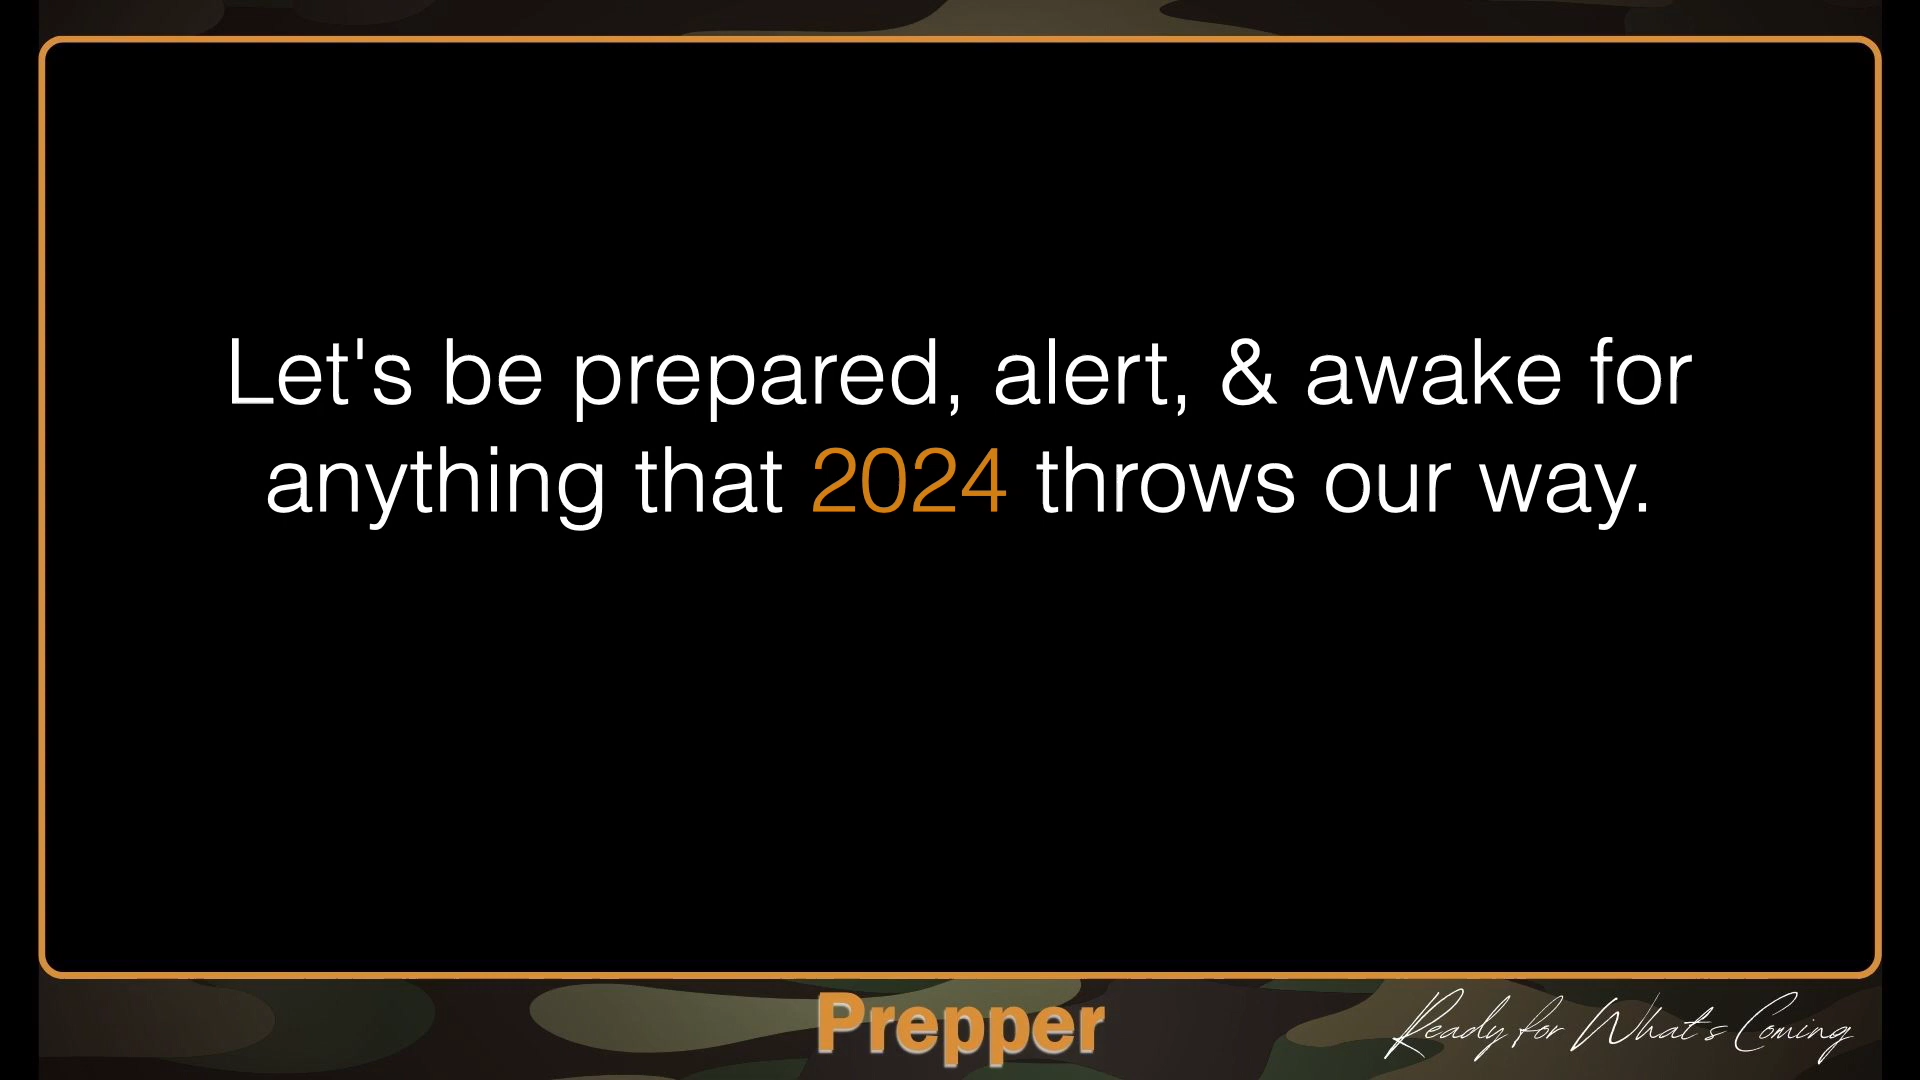 Let's be prepared, alert, & awake for
anything that 2024 throws our way.
Prepper
Ready for What's Coming